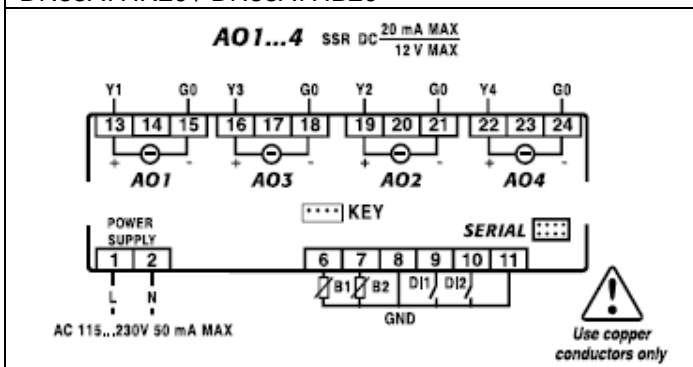 AO1...4 SSR DC 20 mA MAX
12 V MAX
Y1 G0 Y3 G0 Y2 G0 Y4 G0
13 14 15 16 17 18 19 20 21 22 23 24
+ - + - + - + -
AO1 AO3 AO2 AO4
KEY
POWER
SUPPLY
SERIAL
1 2 6 7 8 9 10 11
B1 B2 DI1 DI2
L N
GND
AC 115...230V 50 mA MAX
Use copper
conductors only